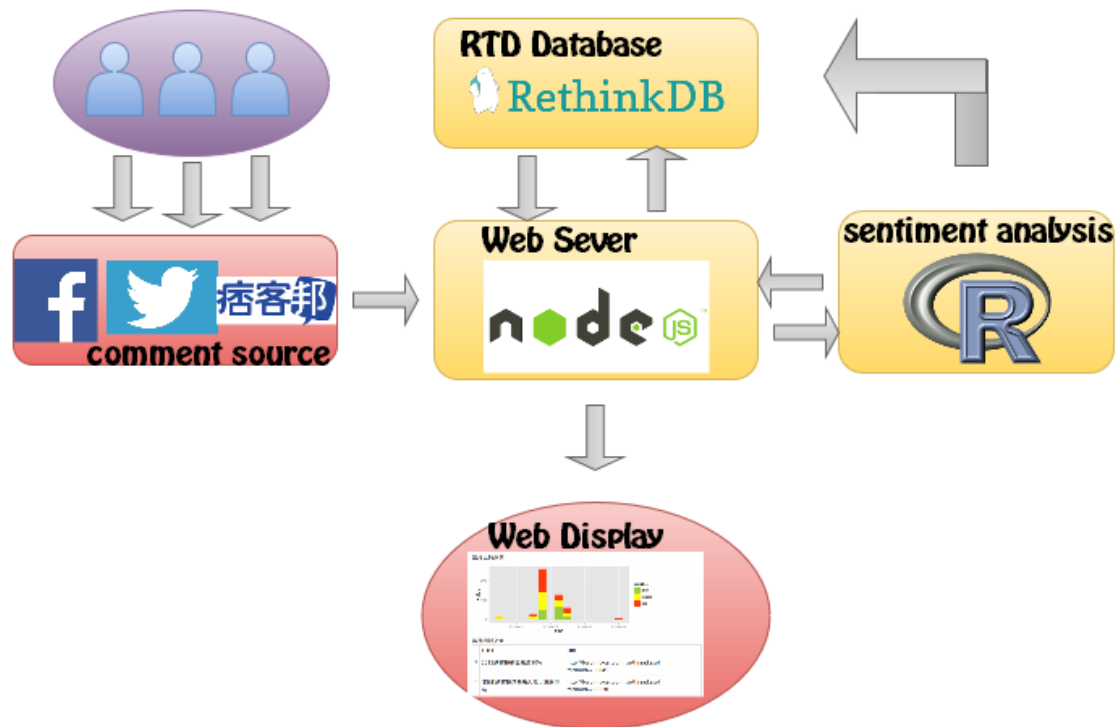 RTD Database
RethinkDB
Web Sever
node
JS
sentiment analysis
R
f
痞客邦
comment source
Web Display